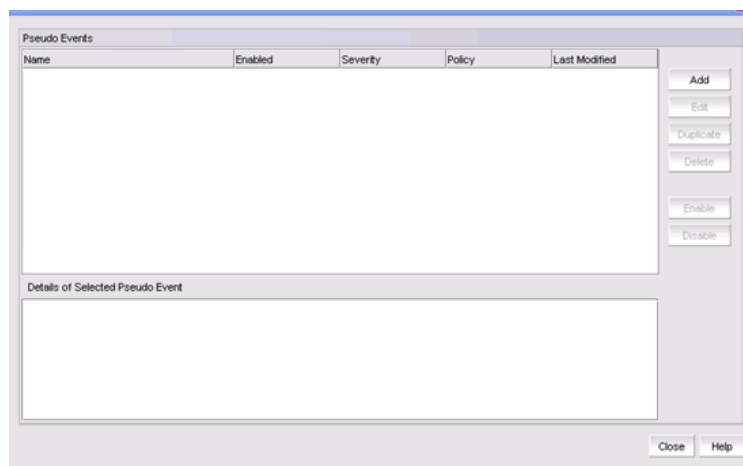 Pseudo Events
Name Enabled Severity Policy Last Modified
Add
Edit
Duplicate
Delete
Enable
Disable
Details of Selected Pseudo Event
Close Help